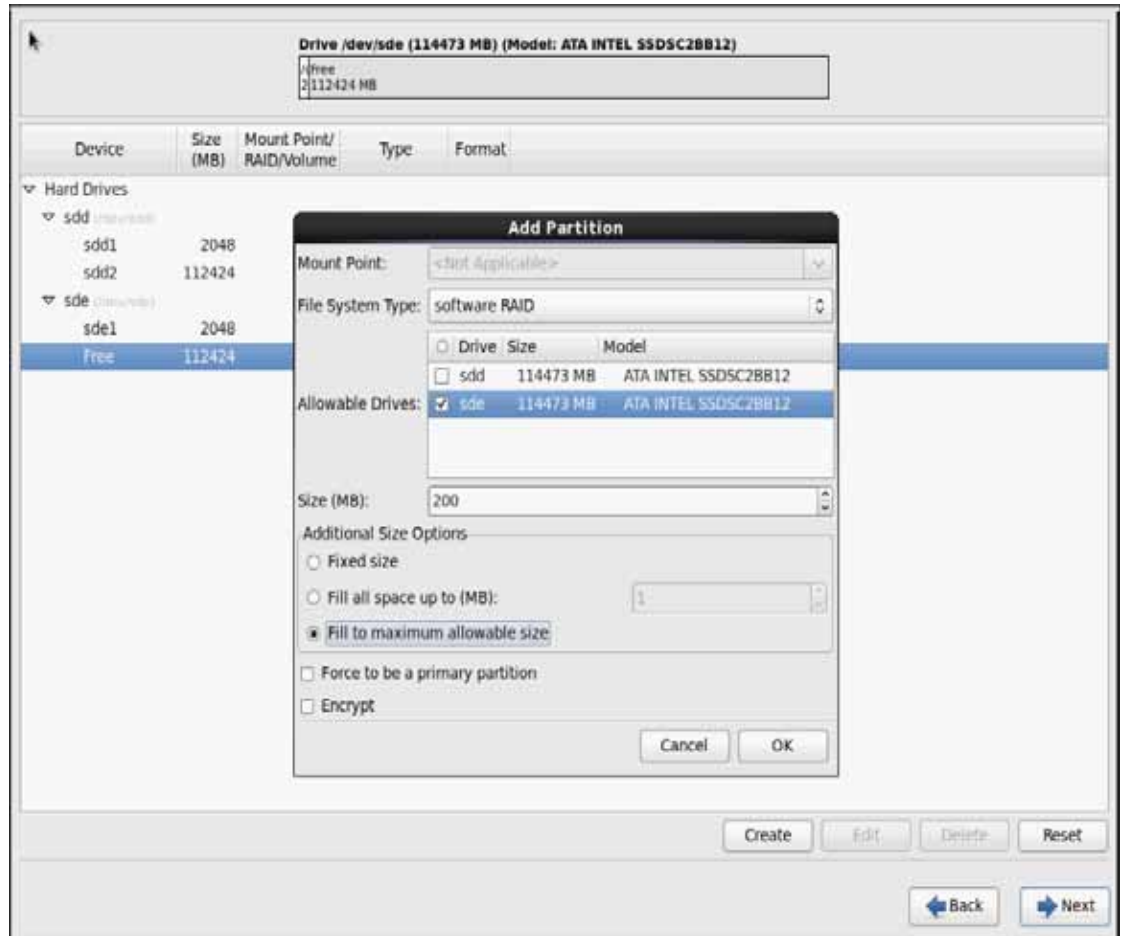 Drive /dev/sde (114473 MB) (Model: ATA INTEL SSDSC2BB12)
free
2 112424 MB
Device Size (MB) Mount Point/ RAID/Volume Type Format
Hard Drives
sdd
sdd1 2048
sdd2 112424
sde
sde1 2048
Free 112424
Add Partition
Mount Point: <Not Applicable>
File System Type: software RAID
Allowable Drives:
Drive Size Model
sdd 114473 MB ATA INTEL SSDSC2BB12
sde 114473 MB ATA INTEL SSDSC2BB12
Size (MB): 200
Additional Size Options
Fixed size
Fill all space up to (MB): 1
Fill to maximum allowable size
Force to be a primary partition
Encrypt
Cancel OK
Create Edit Delete Reset
Back Next